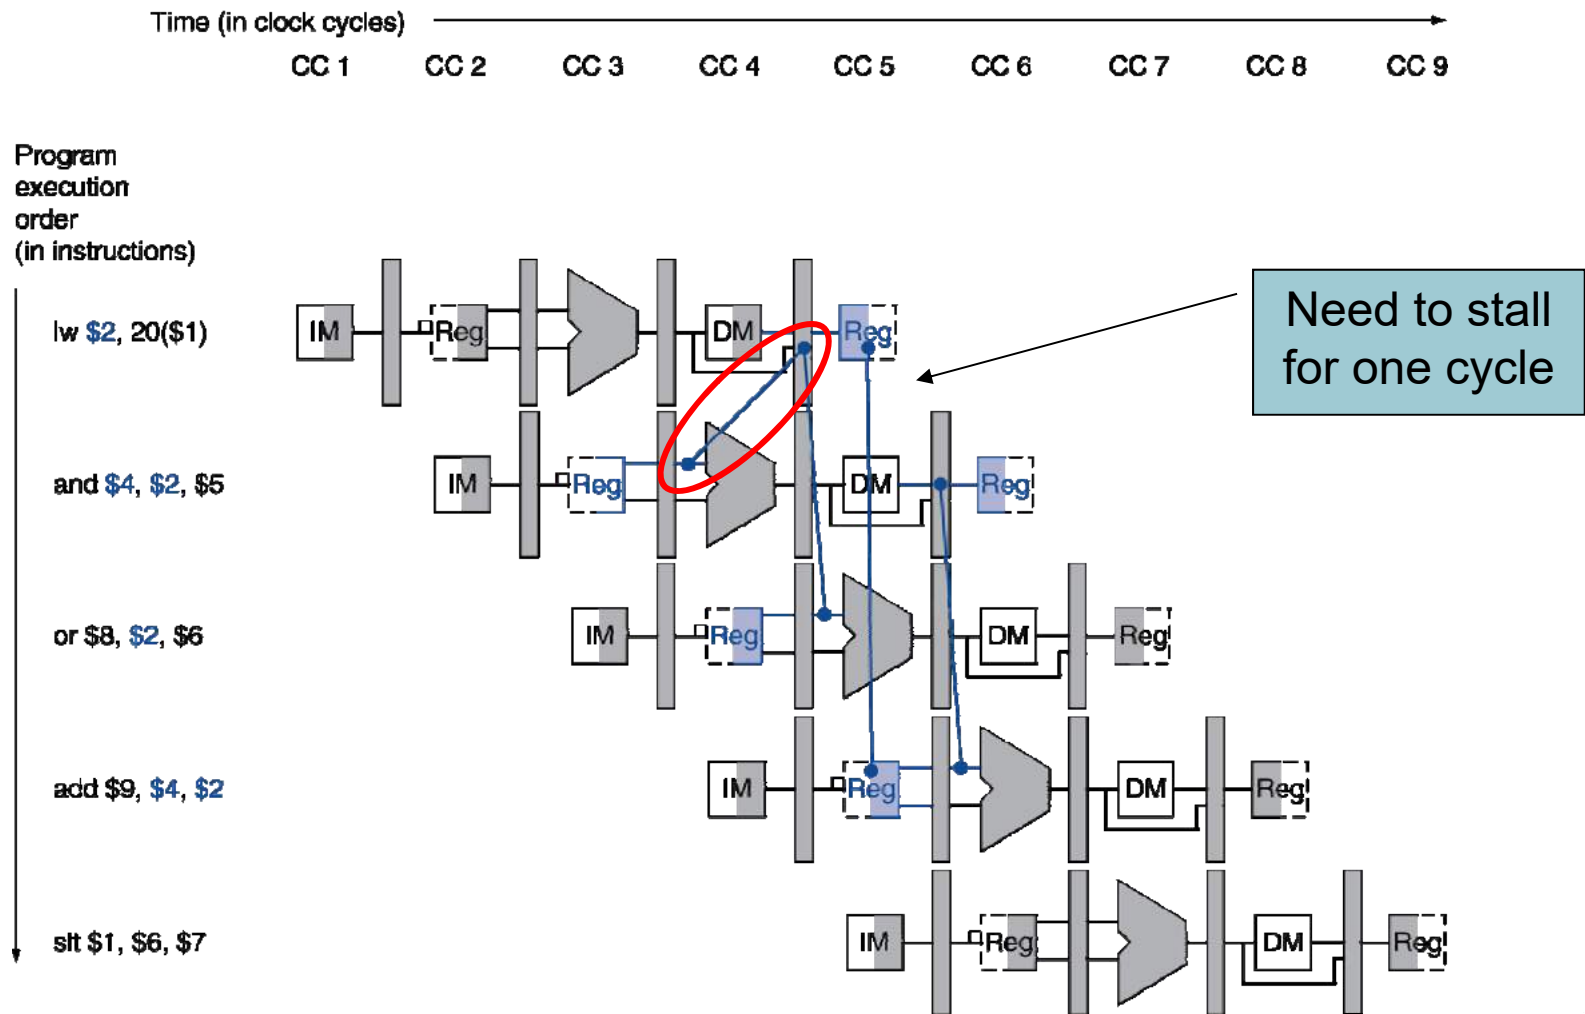 Time (in clock cycles)
CC 1 CC 2 CC 3 CC 4 CC 5 CC 6 CC 7 CC 8 CC 9
Program
execution
order
(in instructions)
lw $2, 20($1)
IM Reg DM Reg
Need to stall
for one cycle
and $4, $2, $5
IM Reg DM Reg
or $8, $2, $6
IM Reg DM Reg
add $9, $4, $2
IM Reg DM Reg
slt $1, $6, $7
IM Reg DM Reg